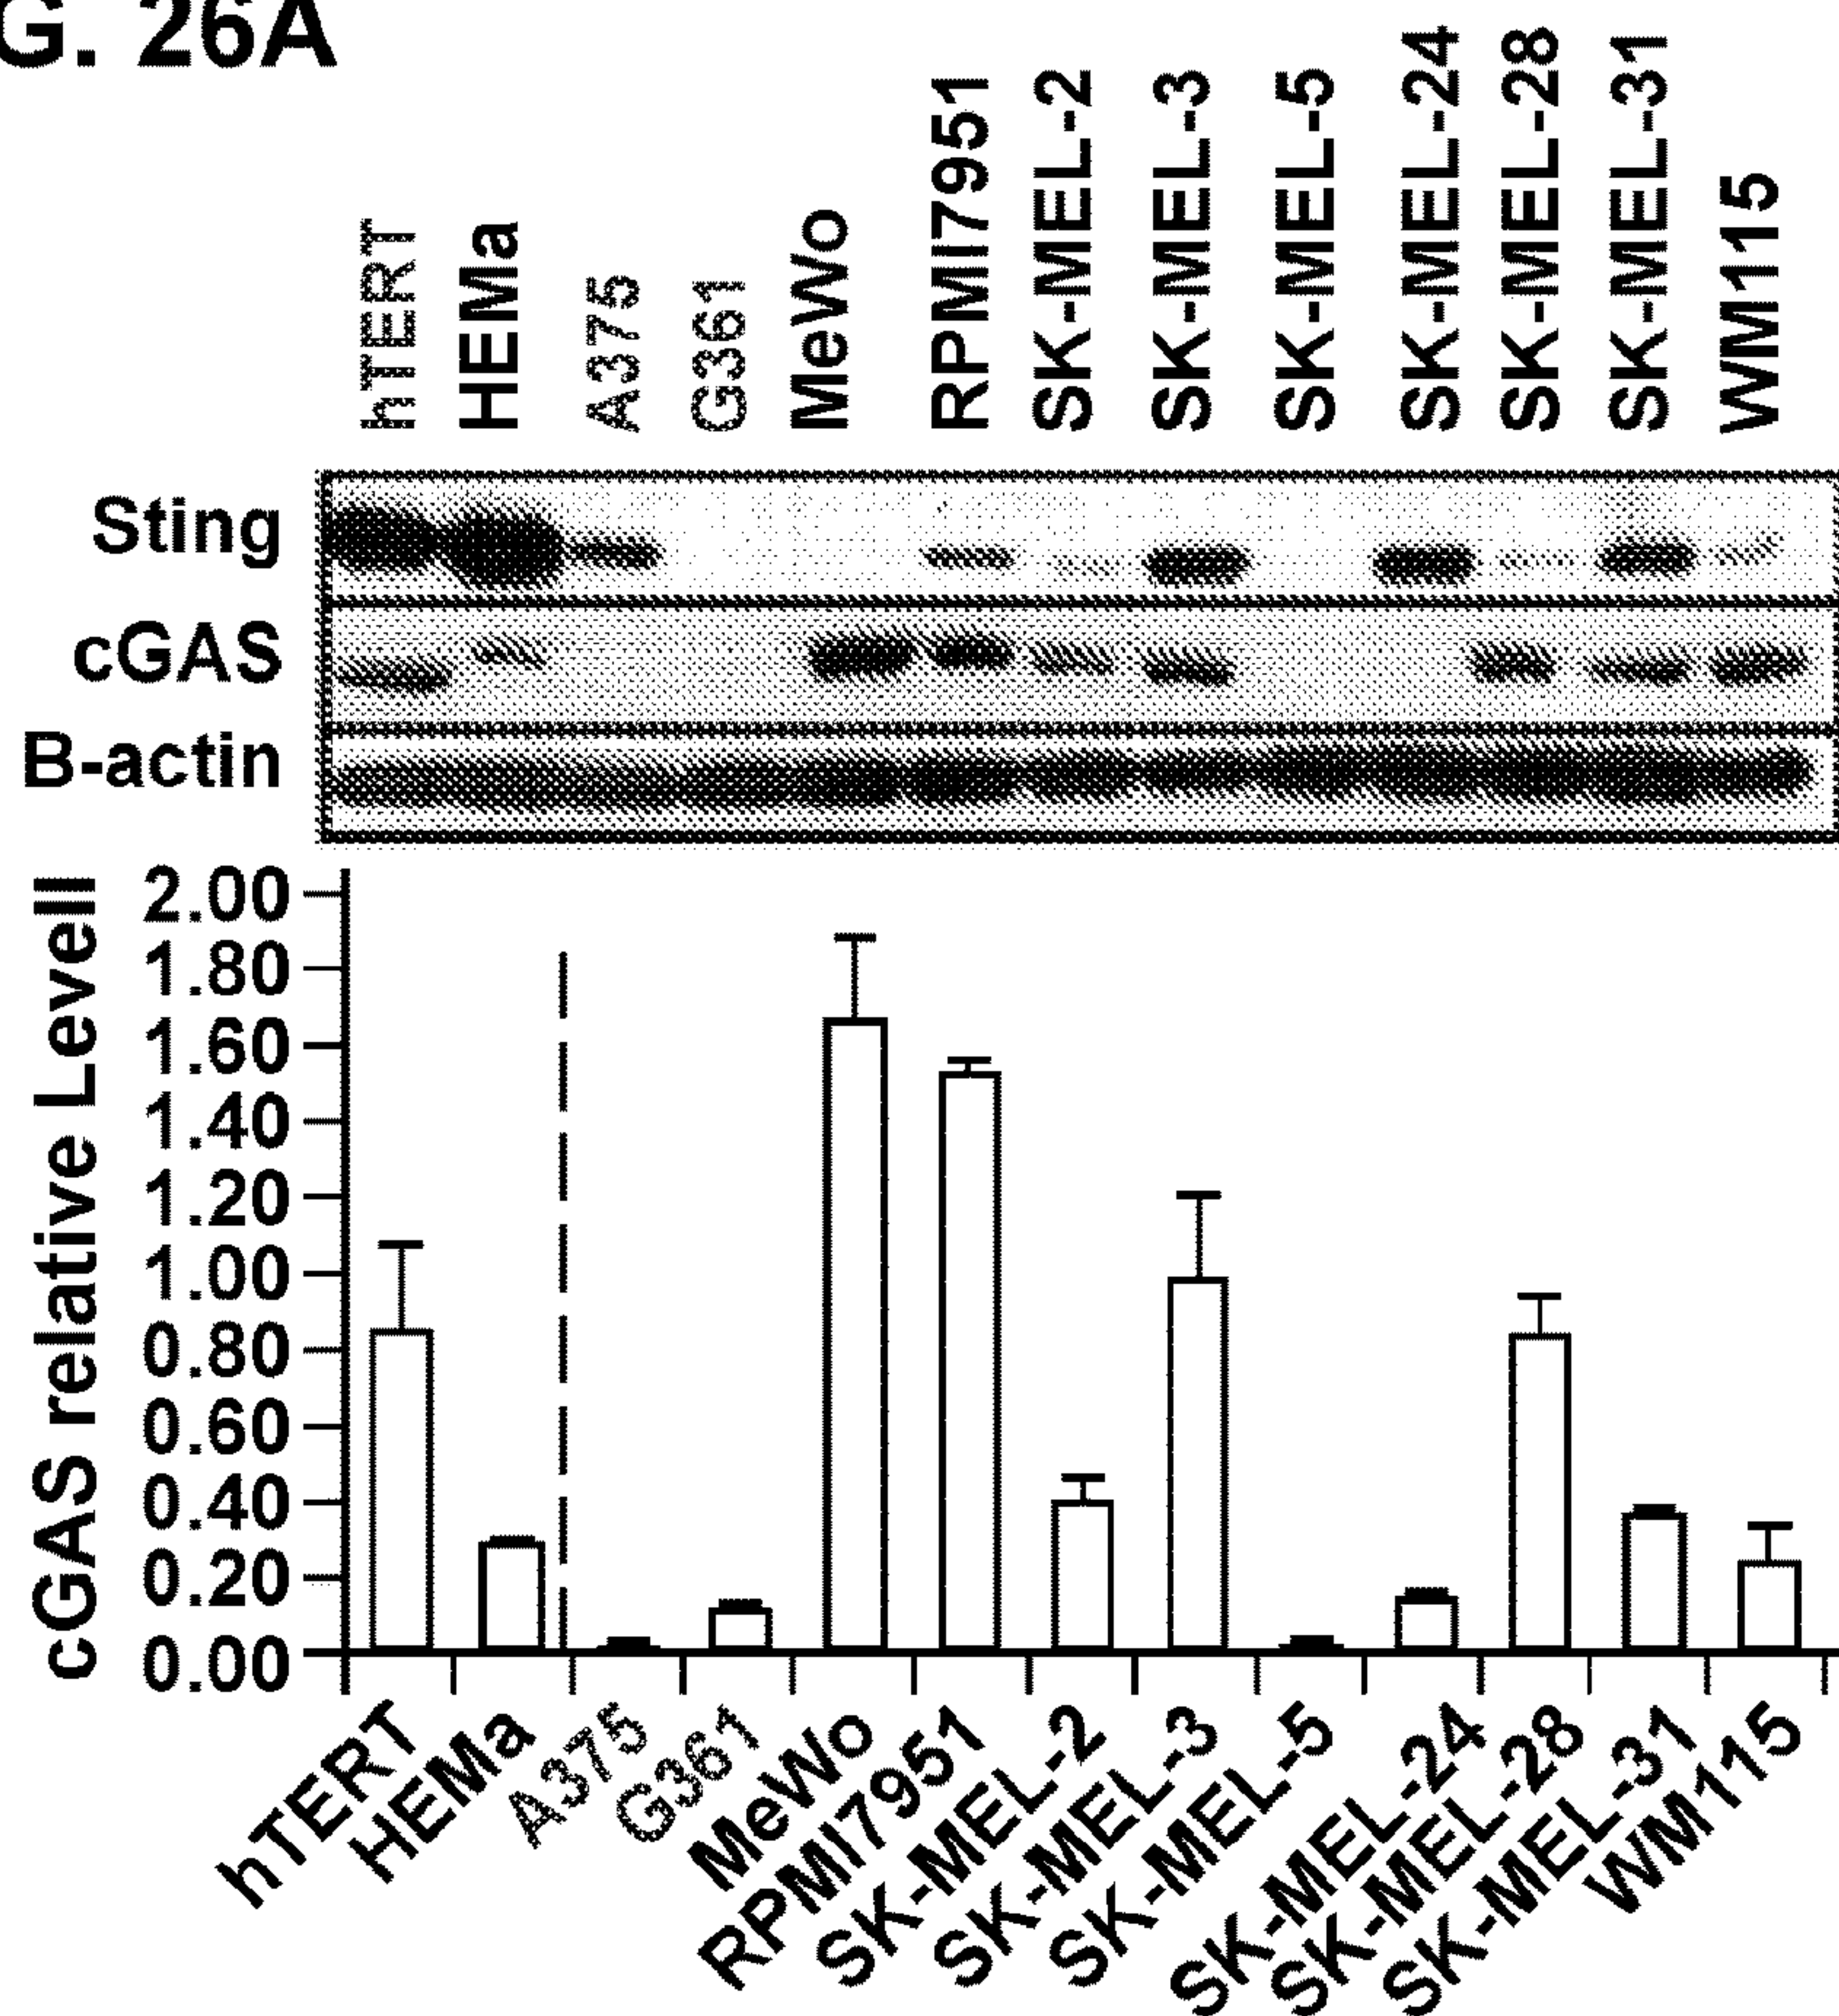 G. 26A
hTERT
HEMa
A375
G361
MeWo
RPMI7951
SK-MEL-2
SK-MEL-3
SK-MEL-5
SK-MEL-24
SK-MEL-28
SK-MEL-31
WM115
Sting
cGAS
B-actin
cGAS relative Levell
2.00
1.80
1.60
1.40
1.20
1.00
0.80
0.60
0.40
0.20
0.00
hTERT
HEMa
A375
G361
MeWo
RPMI7951
SK-MEL-2
SK-MEL-3
SK-MEL-5
SK-MEL-24
SK-MEL-28
SK-MEL-31
WM115